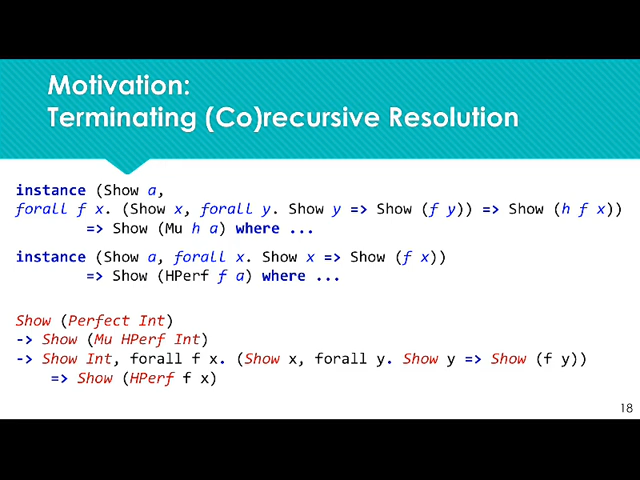 Motivation:
Terminating (Co)recursive Resolution
instance (Show a,
forall f x. (Show x, forall y. Show y => Show (f y)) => Show (h f x))
=> Show (Mu h a) where ...
instance (Show a, forall x. Show x => Show (f x))
=> Show (HPerf f a) where ...
Show (Perfect Int)
-> Show (Mu HPerf Int)
-> Show Int, forall f x. (Show x, forall y. Show y => Show (f y))
=> Show (HPerf f x)
18